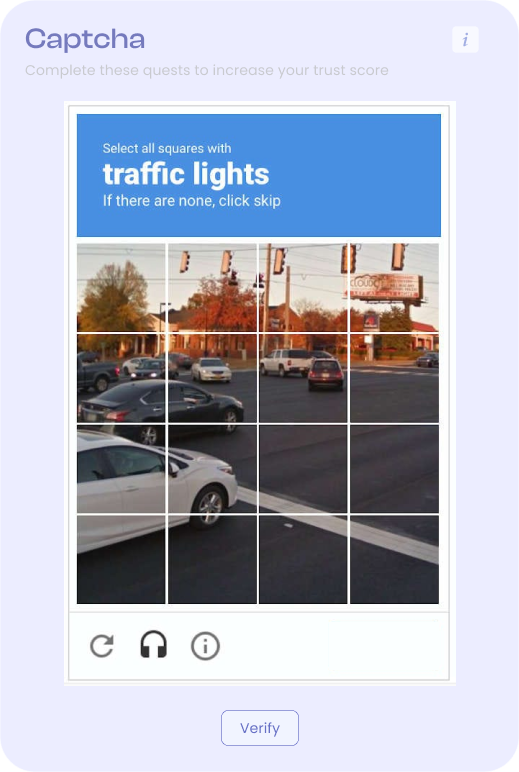 Captcha
i
Complete these quests to increase your trust score
Select all squares with
traffic lights
If there are none, click skip
Verify